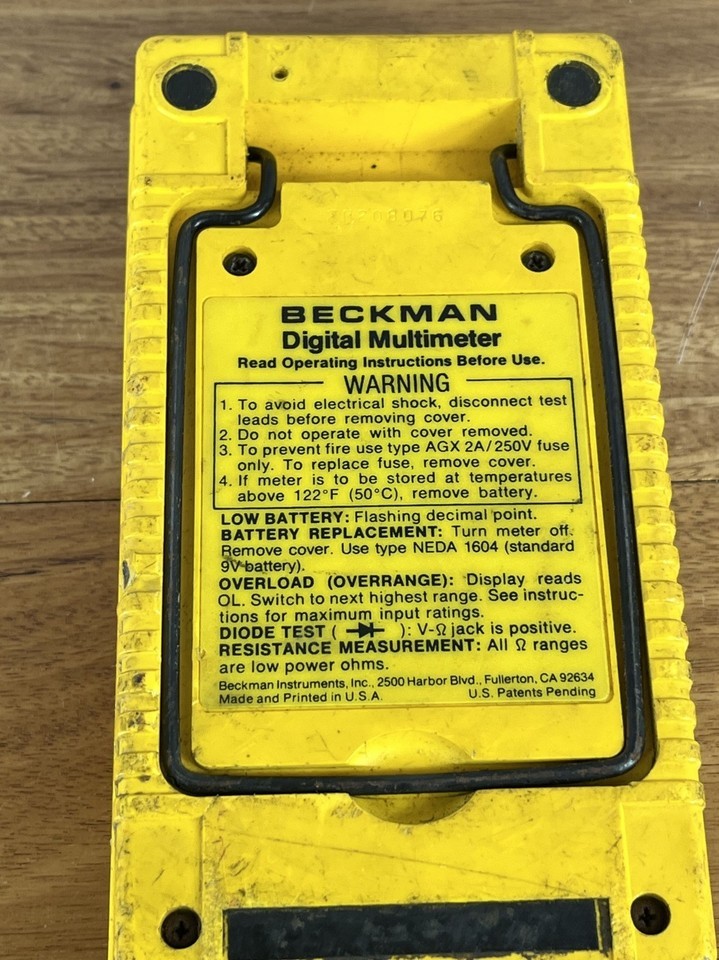 BECKMAN
Digital Multimeter
Read Operating Instructions Before Use.
WARNING
1. To avoid electrical shock, disconnect test
leads before removing cover.
2. Do not operate with cover removed.
3. To prevent fire use type AGX 2A/250V fuse
only. To replace fuse, remove cover.
4. If meter is to be stored at temperatures
above 122°F (50°C), remove battery.
LOW BATTERY: Flashing decimal point.
BATTERY REPLACEMENT: Turn meter off.
Remove cover. Use type NEDA 1604 (standard
9V battery).
OVERLOAD (OVERRANGE): Display reads
OL. Switch to next highest range. See instruc-
tions for maximum input ratings.
DIODE TEST ( ): V-Ω jack is positive.
RESISTANCE MEASUREMENT: All Ω ranges
are low power ohms.
Beckman Instruments, Inc., 2500 Harbor Blvd., Fullerton, CA 92634
Made and Printed in U.S.A. U.S. Patents Pending